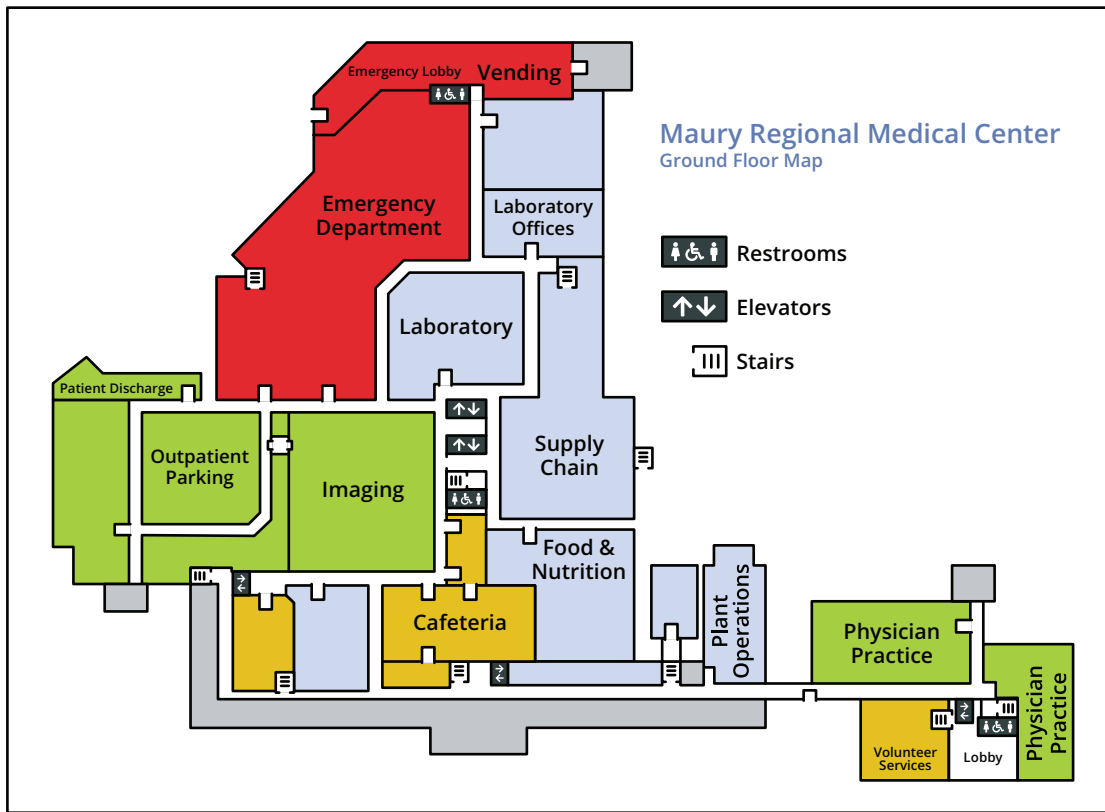 Emergency Lobby
Vending
Maury Regional Medical Center
Ground Floor Map
Emergency
Department
Laboratory
Offices
Restrooms
Elevators
Stairs
Laboratory
Patient Discharge
Outpatient
Parking
Imaging
Supply
Chain
Food &
Nutrition
Plant
Operations
Cafeteria
Physician
Practice
Physician
Practice
Volunteer
Services
Lobby